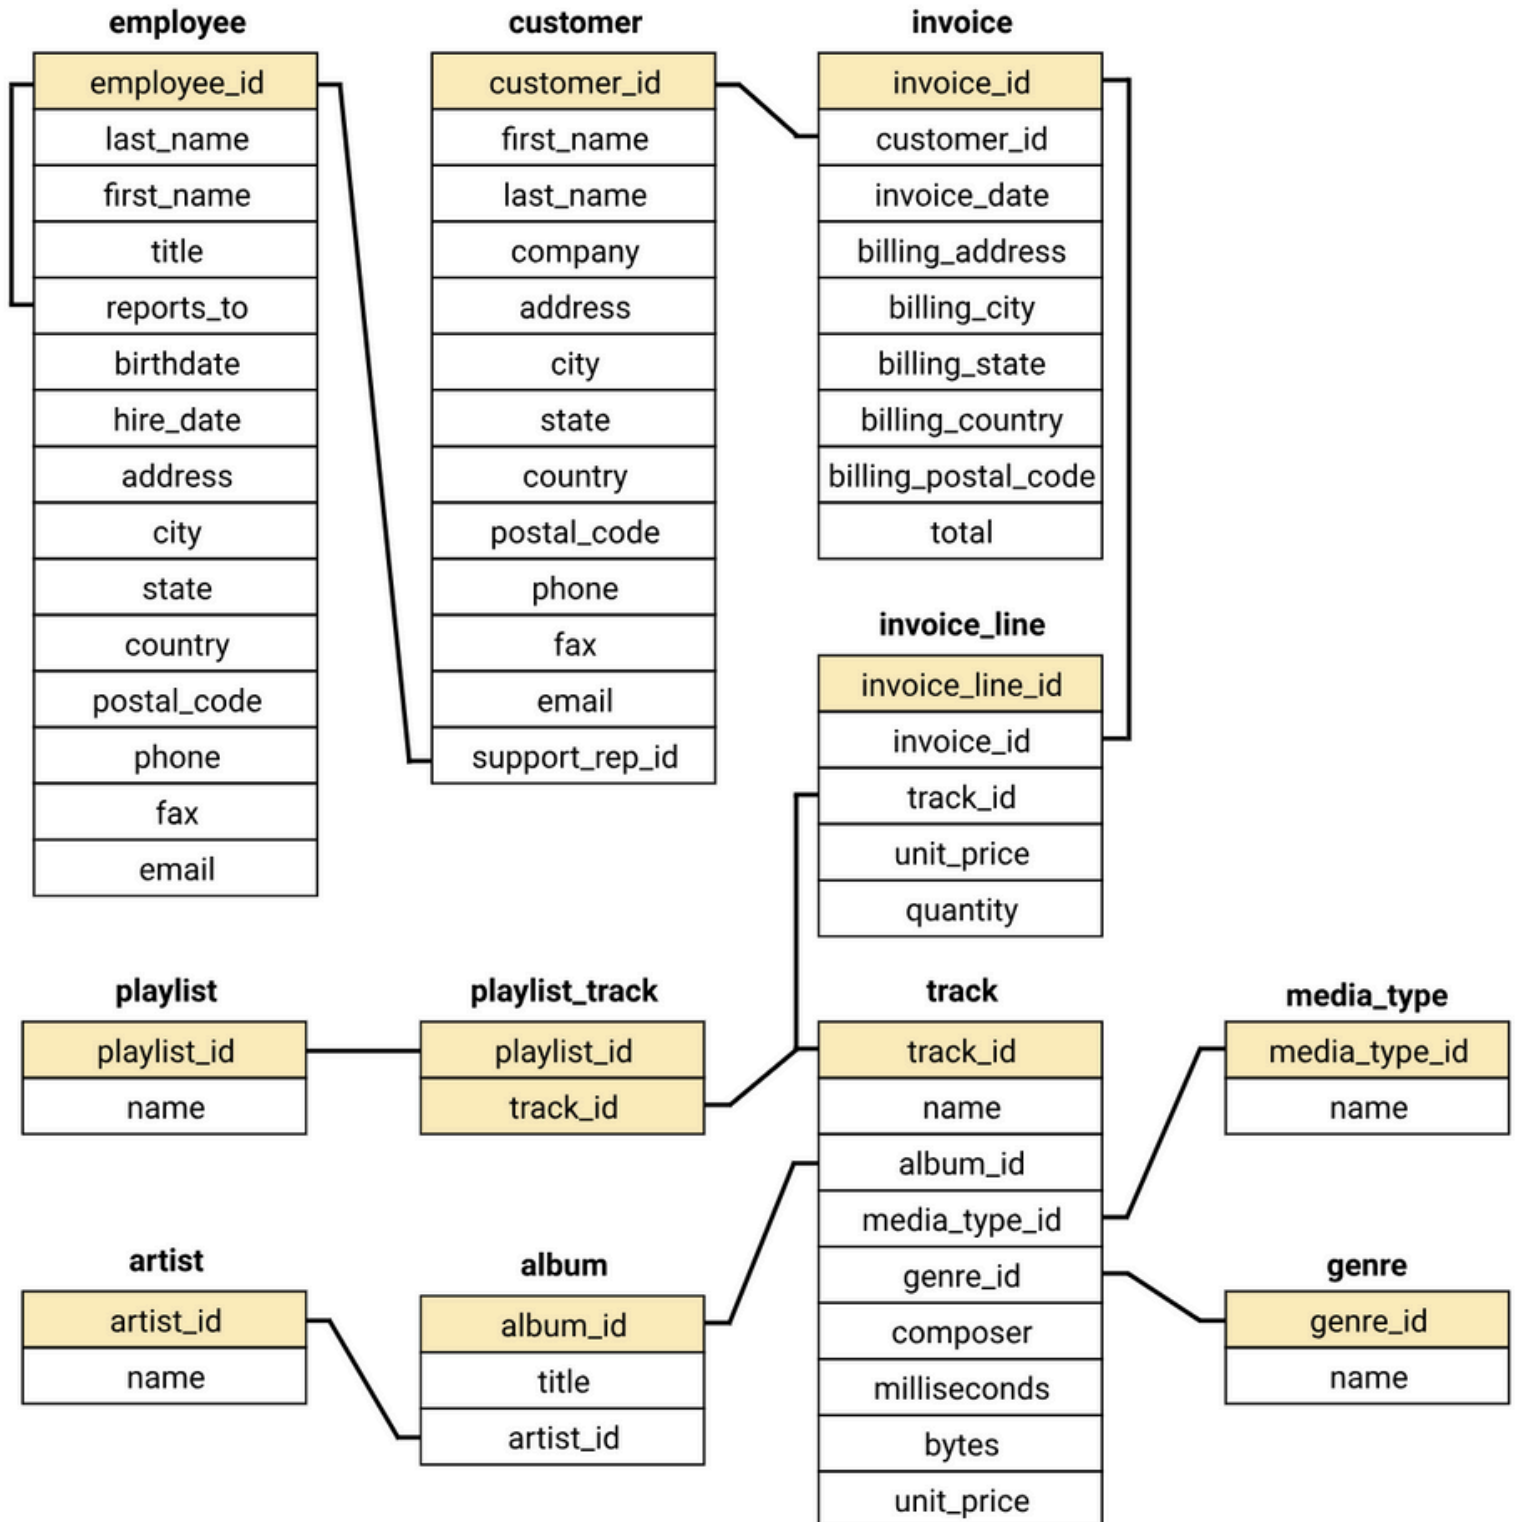 employee
employee_id
last_name
first_name
title
reports_to
birthdate
hire_date
address
city
state
country
postal_code
phone
fax
email
customer
customer_id
first_name
last_name
company
address
city
state
country
postal_code
phone
fax
email
support_rep_id
invoice
invoice_id
customer_id
invoice_date
billing_address
billing_city
billing_state
billing_country
billing_postal_code
total
invoice_line
invoice_line_id
invoice_id
track_id
unit_price
quantity
playlist
playlist_id
name
playlist_track
playlist_id
track_id
track
track_id
name
album_id
media_type_id
genre_id
composer
milliseconds
bytes
unit_price
media_type
media_type_id
name
artist
artist_id
name
album
album_id
title
artist_id
genre
genre_id
name